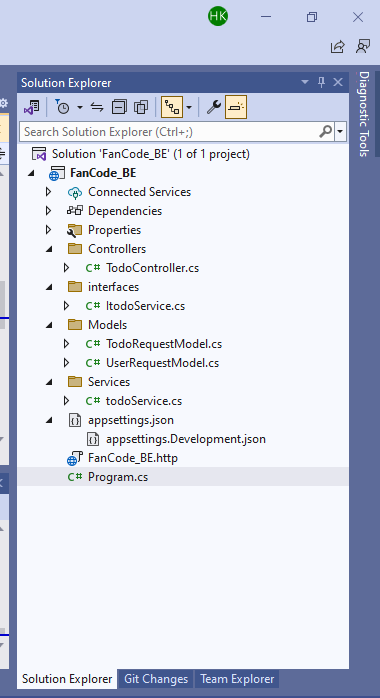 HK
Solution Explorer
Search Solution Explorer (Ctrl+;)
Solution 'FanCode_BE' (1 of 1 project)
FanCode_BE
Connected Services
Dependencies
Properties
Controllers
C# TodoController.cs
interfaces
C# ItodoService.cs
Models
C# TodoRequestModel.cs
C# UserRequestModel.cs
Services
C# todoService.cs
appsettings.json
appsettings.Development.json
FanCode_BE.http
C# Program.cs
Solution Explorer Git Changes Team Explorer
Diagnostic Tools